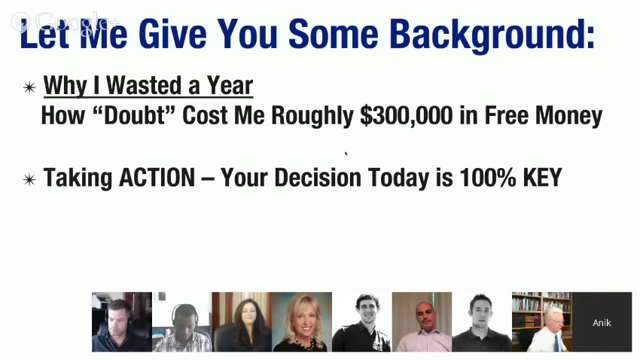 Google+
Let Me Give You Some Background:
✴ Why I Wasted a Year
How “Doubt” Cost Me Roughly $300,000 in Free Money
✴ Taking ACTION – Your Decision Today is 100% KEY
Anik